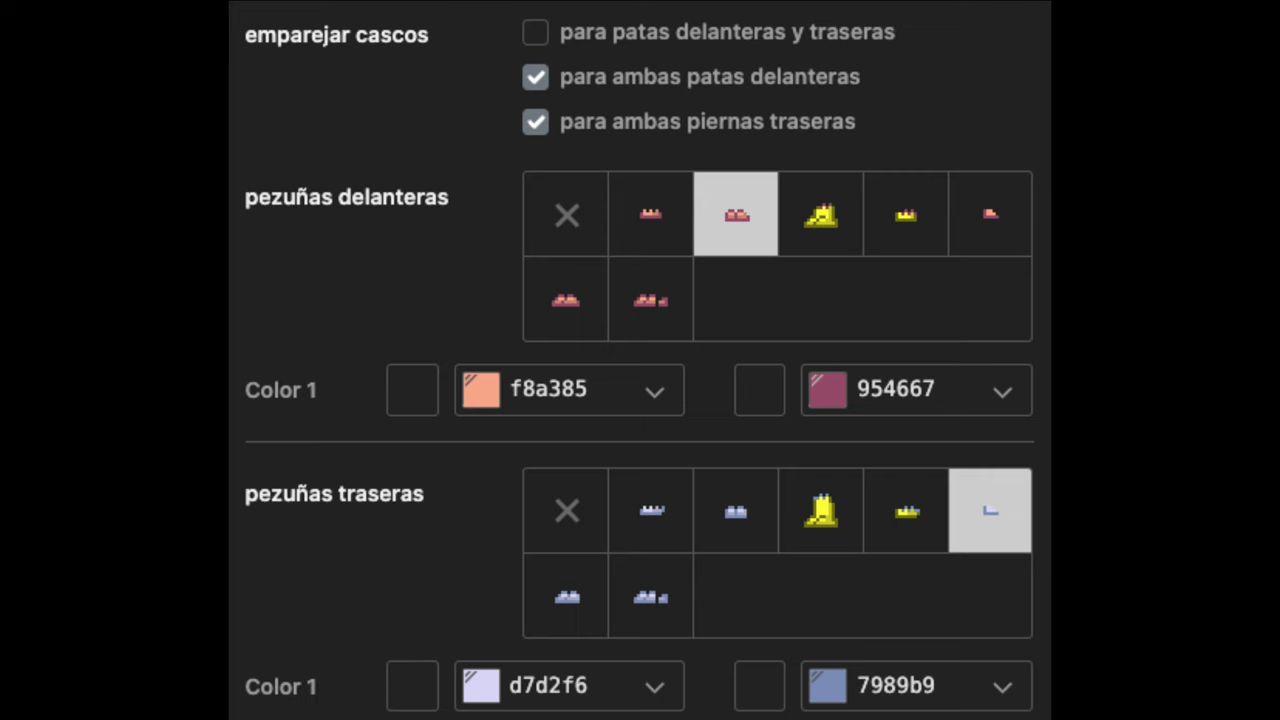 emparejar cascos
para patas delanteras y traseras
para ambas patas delanteras
para ambas piernas traseras
pezuñas delanteras
Color 1 f8a385 954667
pezuñas traseras
Color 1 d7d2f6 7989b9